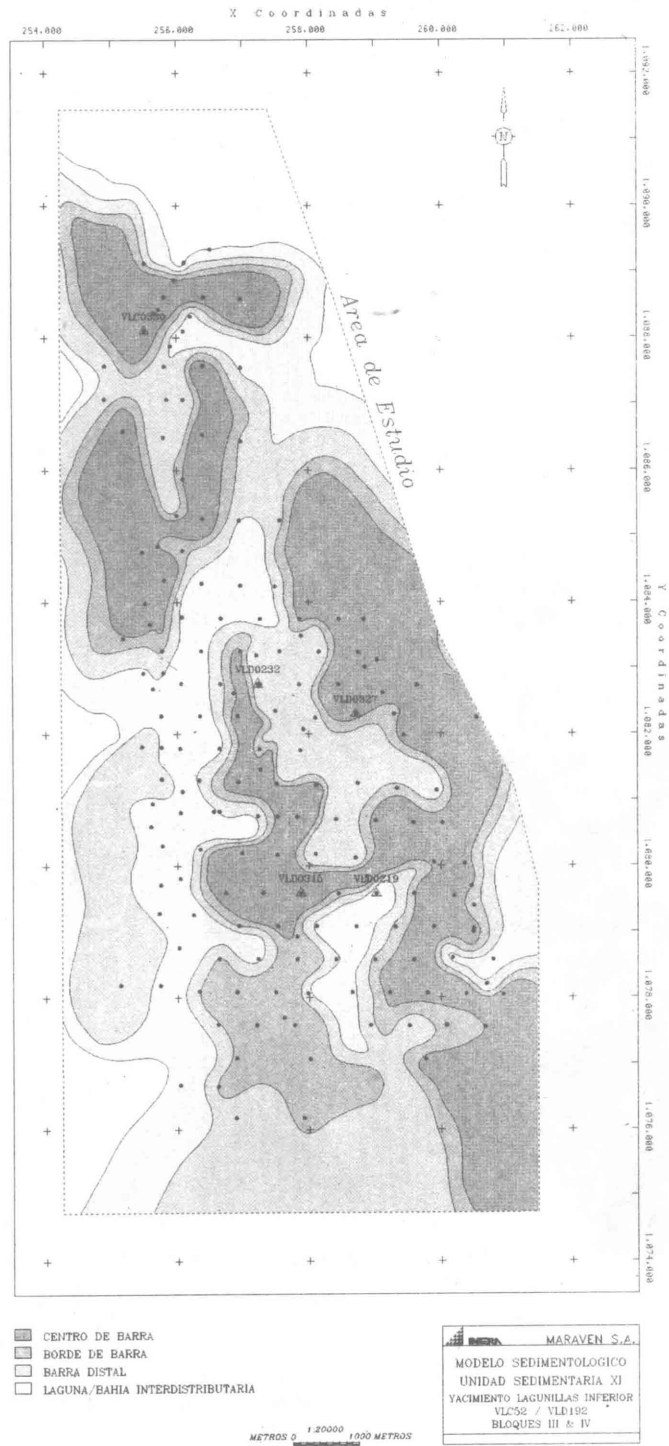 X Coordinadas
254.000 256.000 258.000 260.000 262.000
1.092.000
N
1.090.000
Area de Estudio
1.088.000
1.086.000
Y Coordinadas
1.084.000
VLD0232
VLD0327
1.082.000
1.080.000
VLD0315 VLD0219
1.078.000
1.076.000
1.074.000
CENTRO DE BARRA
BORDE DE BARRA
BARRA DISTAL
LAGUNA/BAHIA INTERDISTRIBUTARIA
MARAVEN S.A.
MODELO SEDIMENTOLOGICO
UNIDAD SEDIMENTARIA XI
YACIMIENTO LAGUNILLAS INFERIOR
VLC52 / VLD192
BLOQUES III & IV
1:20000
METROS 0 1000 METROS